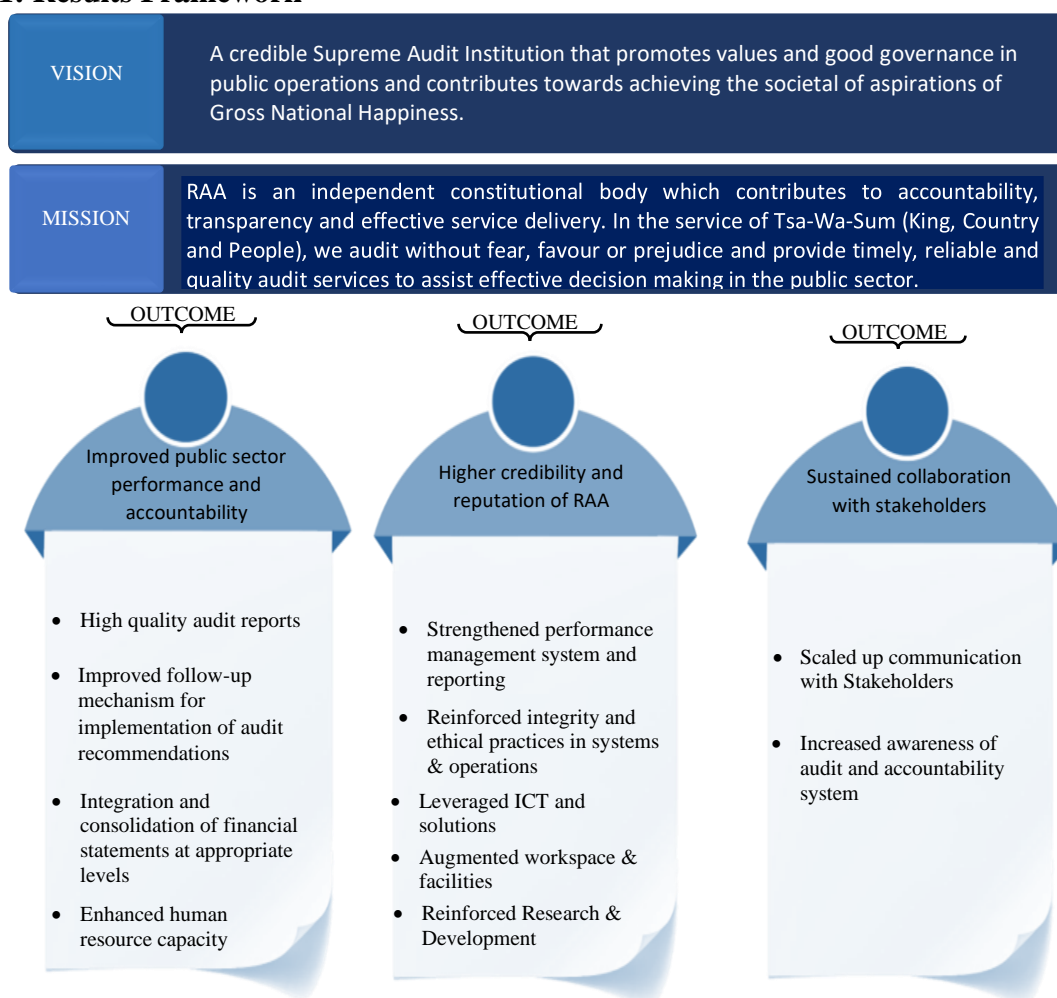 1. Results Framework
VISION
A credible Supreme Audit Institution that promotes values and good governance in
public operations and contributes towards achieving the societal of aspirations of
Gross National Happiness.
MISSION
RAA is an independent constitutional body which contributes to accountability,
transparency and effective service delivery. In the service of Tsa-Wa-Sum (King, Country
and People), we audit without fear, favour or prejudice and provide timely, reliable and
quality audit services to assist effective decision making in the public sector.
OUTCOME
Improved public sector
performance and
accountability
• High quality audit reports
• Improved follow-up
mechanism for
implementation of audit
recommendations
• Integration and
consolidation of financial
statements at appropriate
levels
• Enhanced human
resource capacity
OUTCOME
Higher credibility and
reputation of RAA
• Strengthened performance
management system and
reporting
• Reinforced integrity and
ethical practices in systems
& operations
• Leveraged ICT and
solutions
• Augmented workspace &
facilities
• Reinforced Research &
Development
OUTCOME
Sustained collaboration
with stakeholders
• Scaled up communication
with Stakeholders
• Increased awareness of
audit and accountability
system